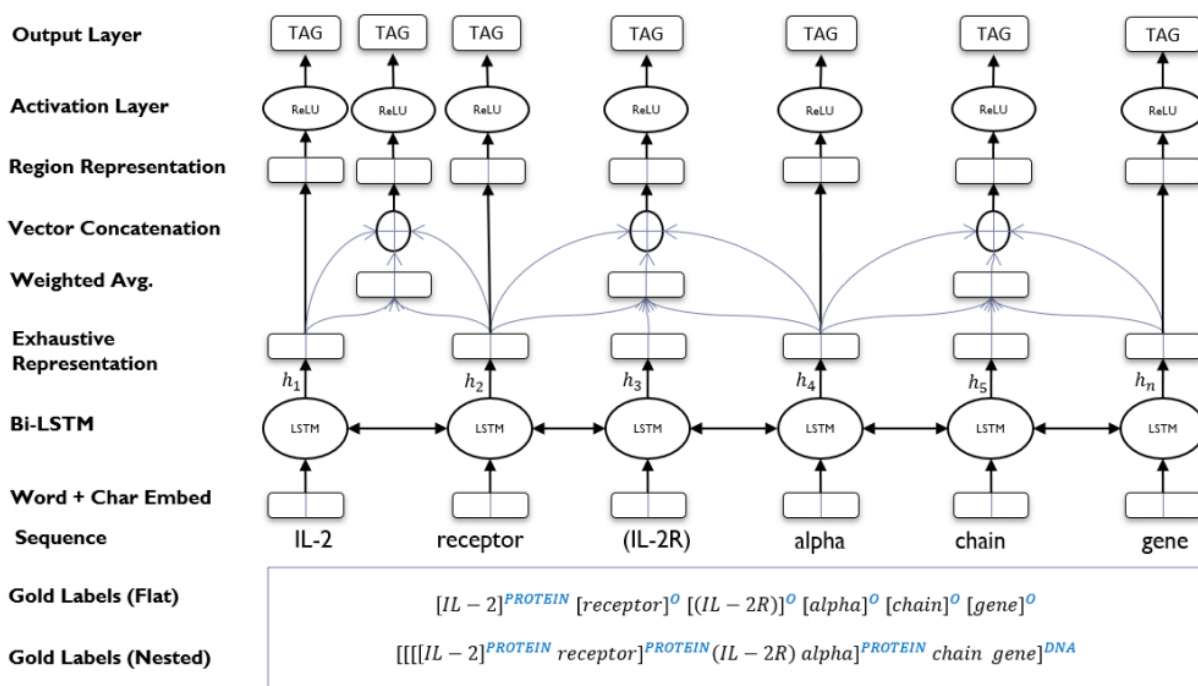 Output Layer TAG TAG TAG TAG TAG TAG TAG
Activation Layer ReLU ReLU ReLU ReLU ReLU ReLU ReLU
Region Representation
Vector Concatenation
Weighted Avg.
Exhaustive
Representation
h₁ h₂ h₃ h₄ h₅ hₙ
Bi-LSTM LSTM LSTM LSTM LSTM LSTM LSTM
Word + Char Embed
Sequence IL-2 receptor (IL-2R) alpha chain gene
Gold Labels (Flat) [IL − 2]^PROTEIN [receptor]^O [(IL − 2R)]^O [alpha]^O [chain]^O [gene]^O
Gold Labels (Nested) [[[[IL − 2]^PROTEIN receptor]^PROTEIN (IL − 2R) alpha]^PROTEIN chain gene]^DNA